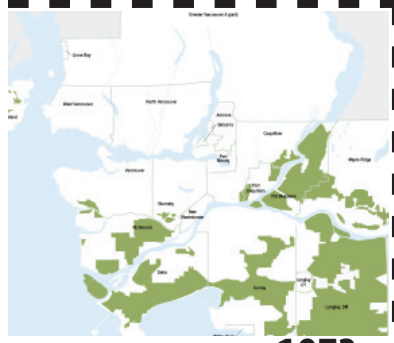 Greater Vancouver A
Lions Bay
West Vancouver
North Vancouver
Anmore
Belcarra
Coquitlam
Port
Moody
Maple Ridge
Vancouver
Port
Coquitlam
Pitt Meadows
Burnaby
New
Westminster
Richmond
Delta
Surrey
Langley
Langley, DM